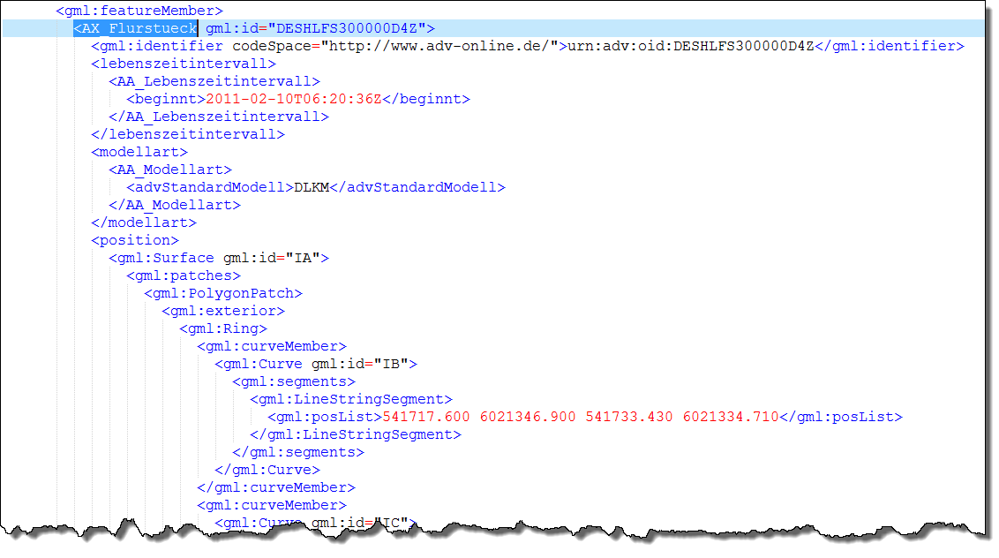 <gml:featureMember>
<AX_Flurstueck gml:id="DESHLFS300000D4Z">
<gml:identifier codeSpace="http://www.adv-online.de/">urn:adv:oid:DESHLFS300000D4Z</gml:identifier>
<lebenszeitintervall>
<AA_Lebenszeitintervall>
<beginnt>2011-02-10T06:20:36Z</beginnt>
</AA_Lebenszeitintervall>
</lebenszeitintervall>
<modellart>
<AA_Modellart>
<advStandardModell>DLKM</advStandardModell>
</AA_Modellart>
</modellart>
<position>
<gml:Surface gml:id="IA">
<gml:patches>
<gml:PolygonPatch>
<gml:exterior>
<gml:Ring>
<gml:curveMember>
<gml:Curve gml:id="IB">
<gml:segments>
<gml:LineStringSegment>
<gml:posList>541717.600 6021346.900 541733.430 6021334.710</gml:posList>
</gml:LineStringSegment>
</gml:segments>
</gml:Curve>
</gml:curveMember>
<gml:curveMember>
<gml:Curve gml:id="IC">